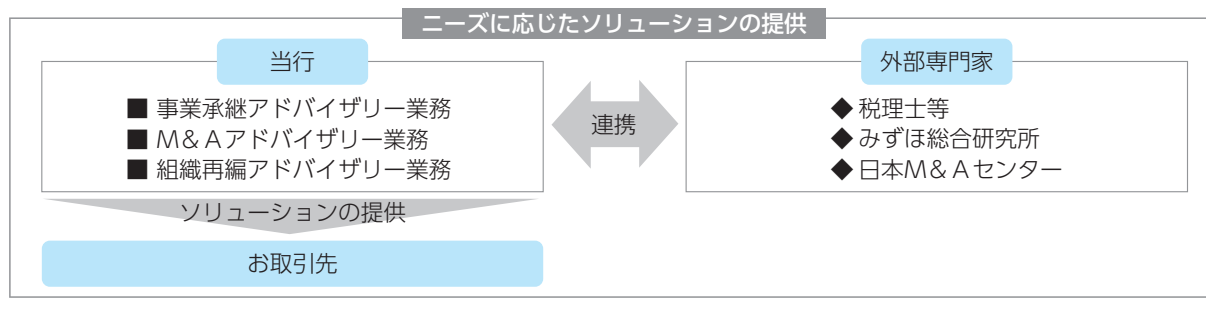 ニーズに応じたソリューションの提供
当行
■ 事業承継アドバイザリー業務
■ M&Aアドバイザリー業務
■ 組織再編アドバイザリー業務
連携
外部専門家
◆ 税理士等
◆ みずほ総合研究所
◆ 日本M&Aセンター
ソリューションの提供
お取引先